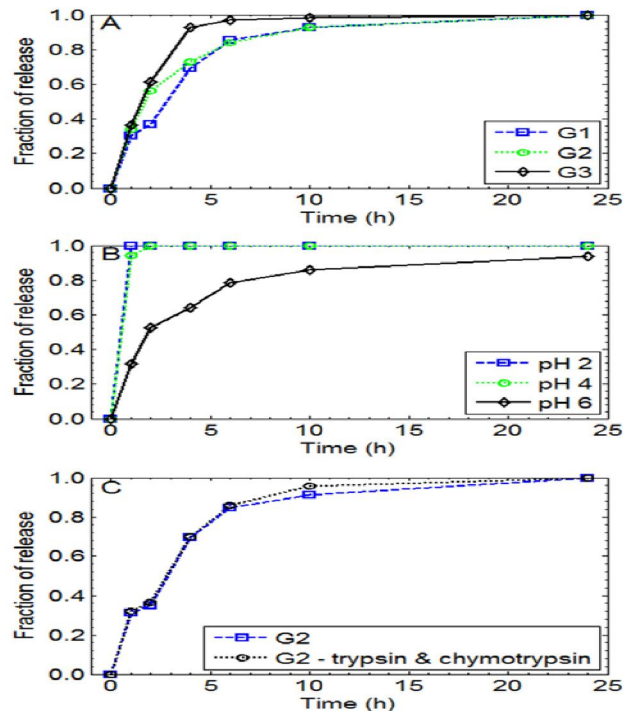 A
1.0
0.8
0.6
0.4
0.2
0.0
Fraction of release
G1
G2
G3
0 5 10 15 20 25
Time (h)
B
1.0
0.8
0.6
0.4
0.2
0.0
Fraction of release
pH 2
pH 4
pH 6
0 5 10 15 20 25
Time (h)
C
1.0
0.8
0.6
0.4
0.2
0.0
Fraction of release
G2
G2 - trypsin & chymotrypsin
0 5 10 15 20 25
Time (h)